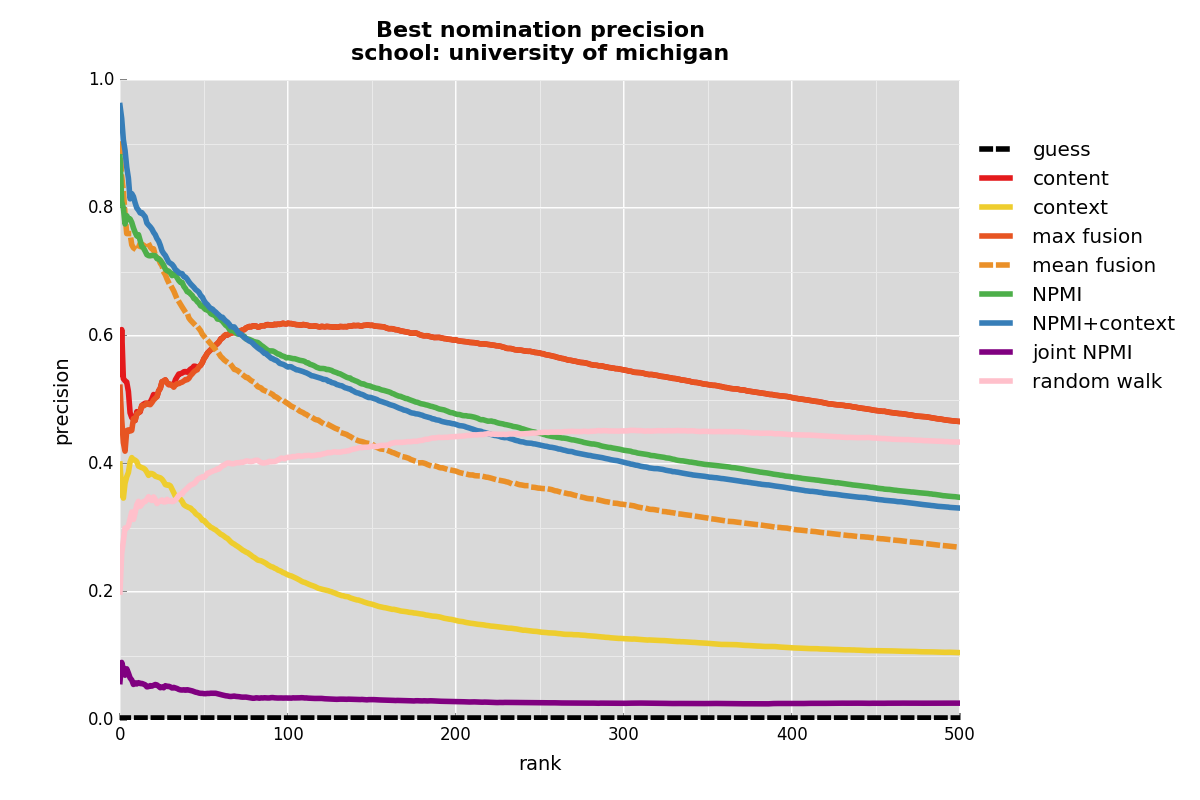 Best nomination precision
school: university of michigan
1.0
0.8
0.6
0.4
0.2
0.0
precision
0 100 200 300 400 500
rank
guess
content
context
max fusion
mean fusion
NPMI
NPMI+context
joint NPMI
random walk